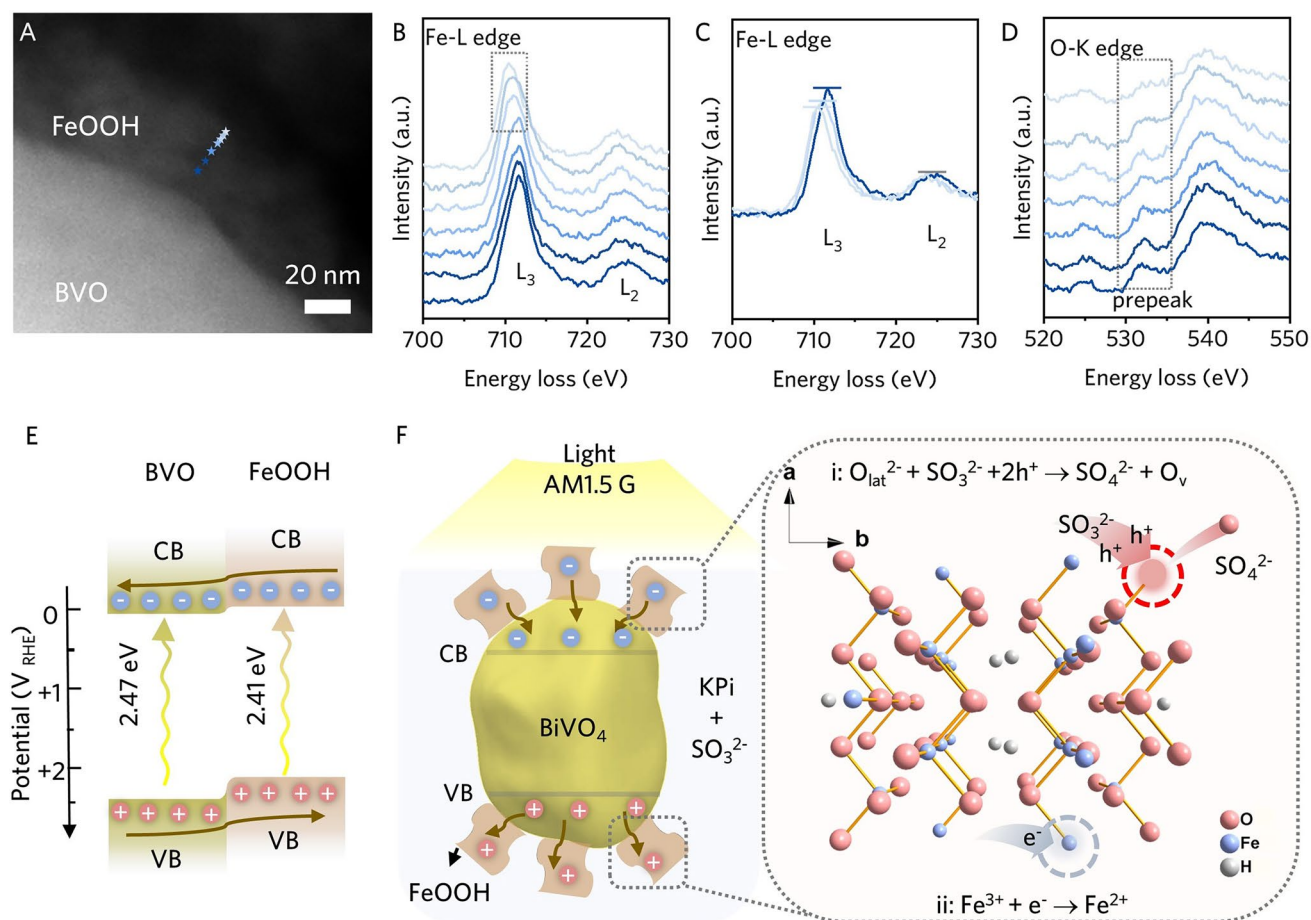 A
FeOOH
BVO
20 nm
B
Fe-L edge
Intensity (a.u.)
L₃
L₂
700 710 720 730
Energy loss (eV)
C
Fe-L edge
Intensity (a.u.)
L₃
L₂
700 710 720 730
Energy loss (eV)
D
O-K edge
Intensity (a.u.)
prepeak
520 530 540 550
Energy loss (eV)
E
BVO FeOOH
CB CB
- - - - - - - -
0
+1
+2
Potential (V RHE)
2.47 eV
2.41 eV
+ + + + + + + +
VB VB
F
Light
AM1.5 G
- - -
- - -
CB
BiVO₄
KPi
+
SO₃²⁻
VB
+ + +
+ + +
FeOOH
a
b
i: Oₗₐₜ²⁻ + SO₃²⁻ +2h⁺ → SO₄²⁻ + Oᵥ
SO₃²⁻ h⁺
h⁺
SO₄²⁻
e⁻
O
Fe
H
ii: Fe³⁺ + e⁻ → Fe²⁺